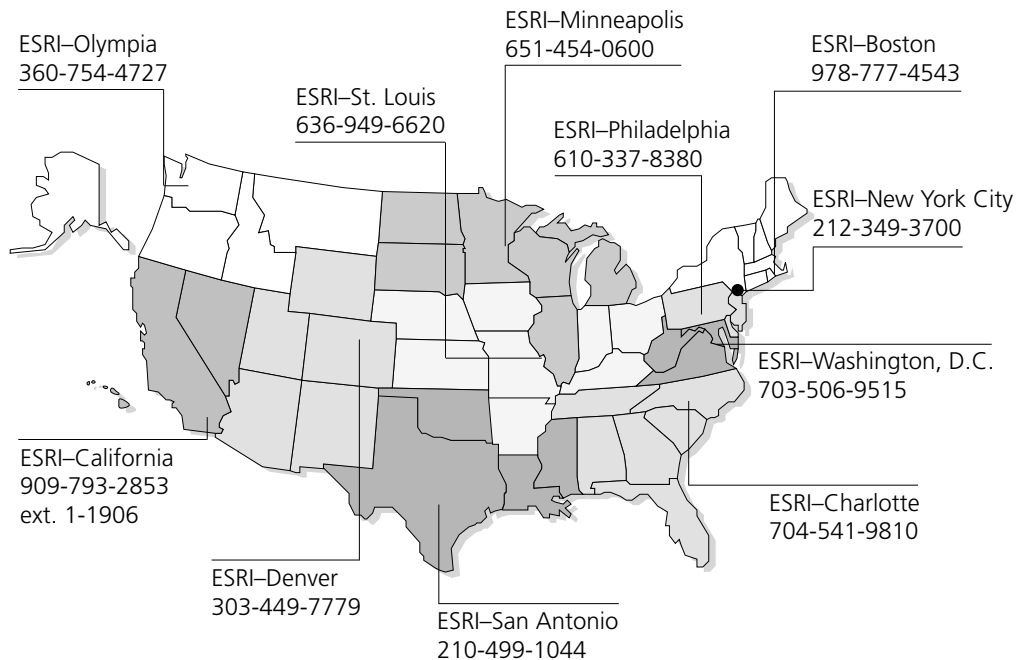 ESRI–Minneapolis
651-454-0600
ESRI–Olympia
360-754-4727
ESRI–Boston
978-777-4543
ESRI–St. Louis
636-949-6620
ESRI–Philadelphia
610-337-8380
ESRI–New York City
212-349-3700
ESRI–Washington, D.C.
703-506-9515
ESRI–California
909-793-2853
ext. 1-1906
ESRI–Charlotte
704-541-9810
ESRI–Denver
303-449-7779
ESRI–San Antonio
210-499-1044